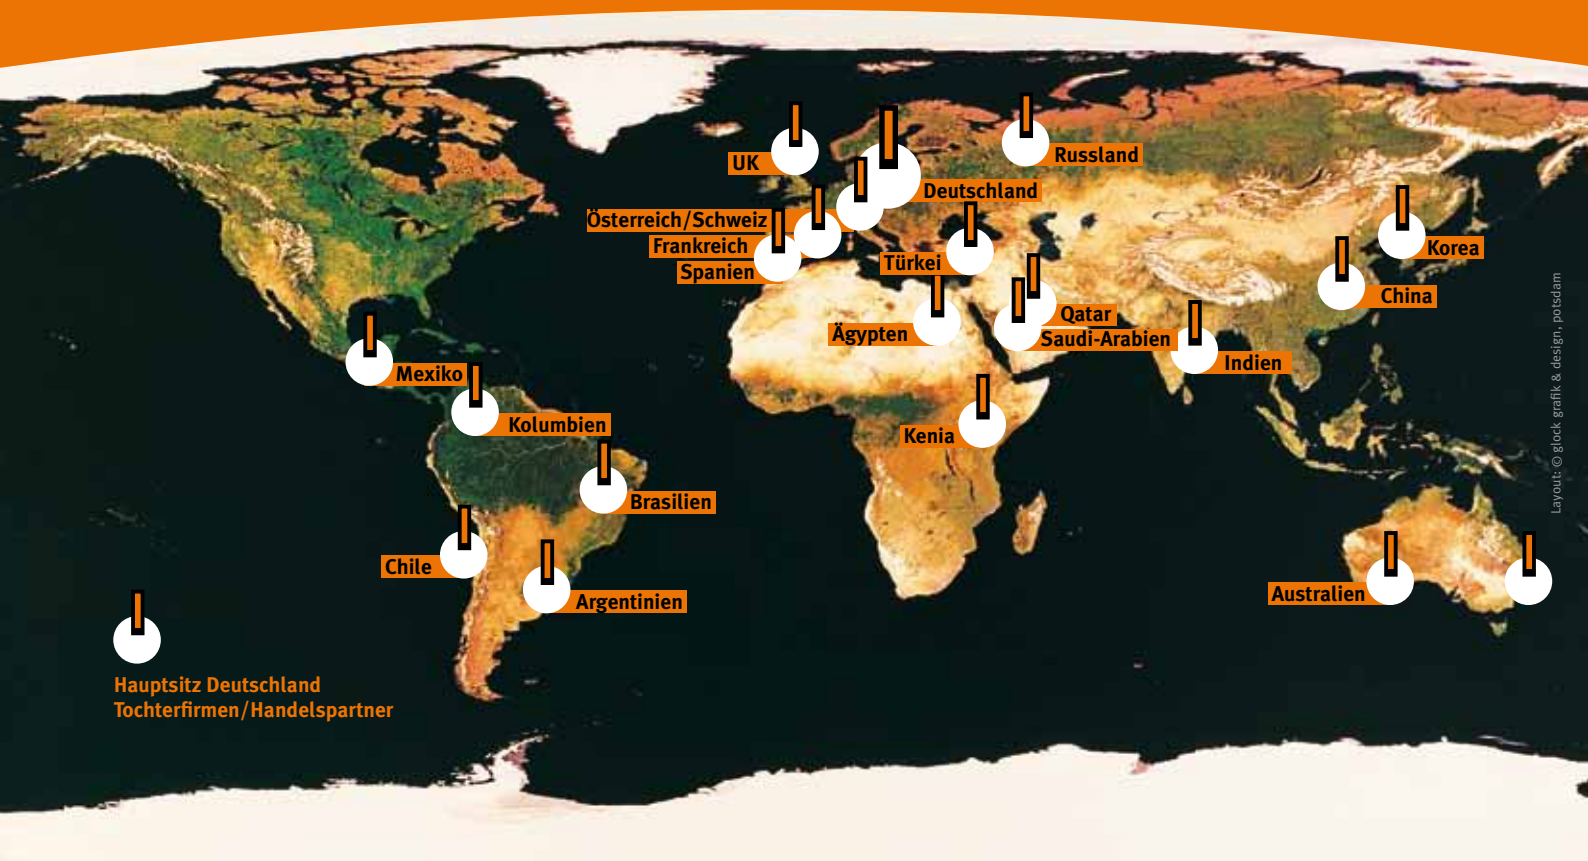 UK
Russland
Deutschland
Österreich/Schweiz
Frankreich
Spanien
Türkei
Korea
China
Qatar
Ägypten
Saudi-Arabien
Indien
Mexiko
Kolumbien
Kenia
Brasilien
Chile
Argentinien
Australien
Hauptsitz Deutschland
Tochterfirmen/Handelspartner
Layout: © glock grafik & design, potsdam